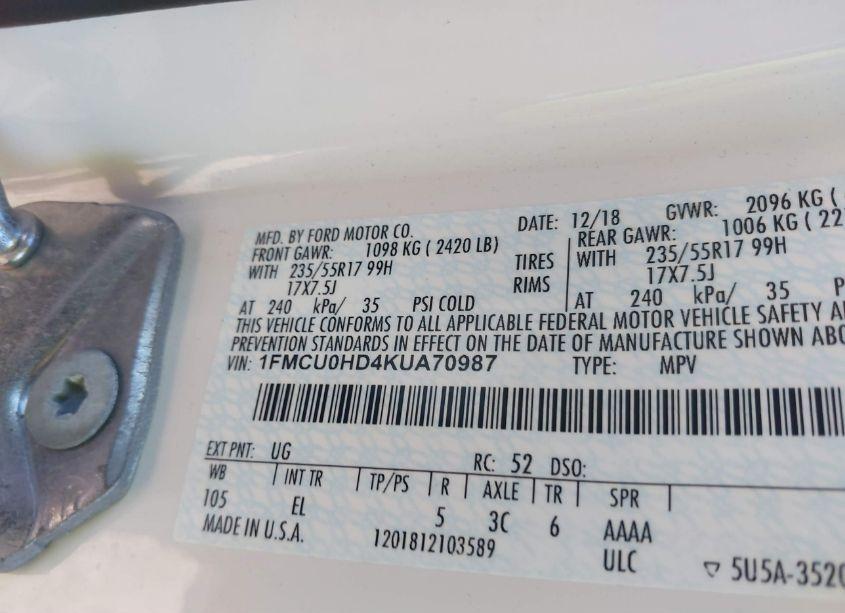 MFD. BY FORD MOTOR CO. DATE: 12/18 GVWR: 2096 KG (
FRONT GAWR: 1098 KG ( 2420 LB) REAR GAWR: 1006 KG ( 22
WITH 235/55R17 99H TIRES WITH 235/55R17 99H
17X7.5J RIMS 17X7.5J
AT 240 kPa/ 35 PSI COLD AT 240 kPa/ 35 P
THIS VEHICLE CONFORMS TO ALL APPLICABLE FEDERAL MOTOR VEHICLE SAFETY
PREVENTION STANDARDS IN EFFECT ON THE DATE OF MANUFACTURE SHOWN
VIN: 1FMCU0HD4KUA70987 TYPE: MPV
EXT PNT: UG RC: 52 DSO:
WB INT TR TP/PS R AXLE TR SPR
105 EL 5 3C 6 AAAA
MADE IN U.S.A. 1201812103589 ULC
5U5A-3520